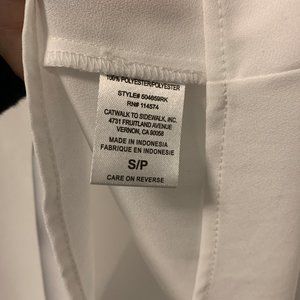 100% POLYESTER/POLYESTER
STYLE# 504859RK
RN# 114574
CATWALK TO SIDEWALK, INC.
4731 FRUITLAND AVENUE
VERNON, CA 90058
MADE IN INDONESIA
FABRIQUE EN INDONESIE
S/P
CARE ON REVERSE